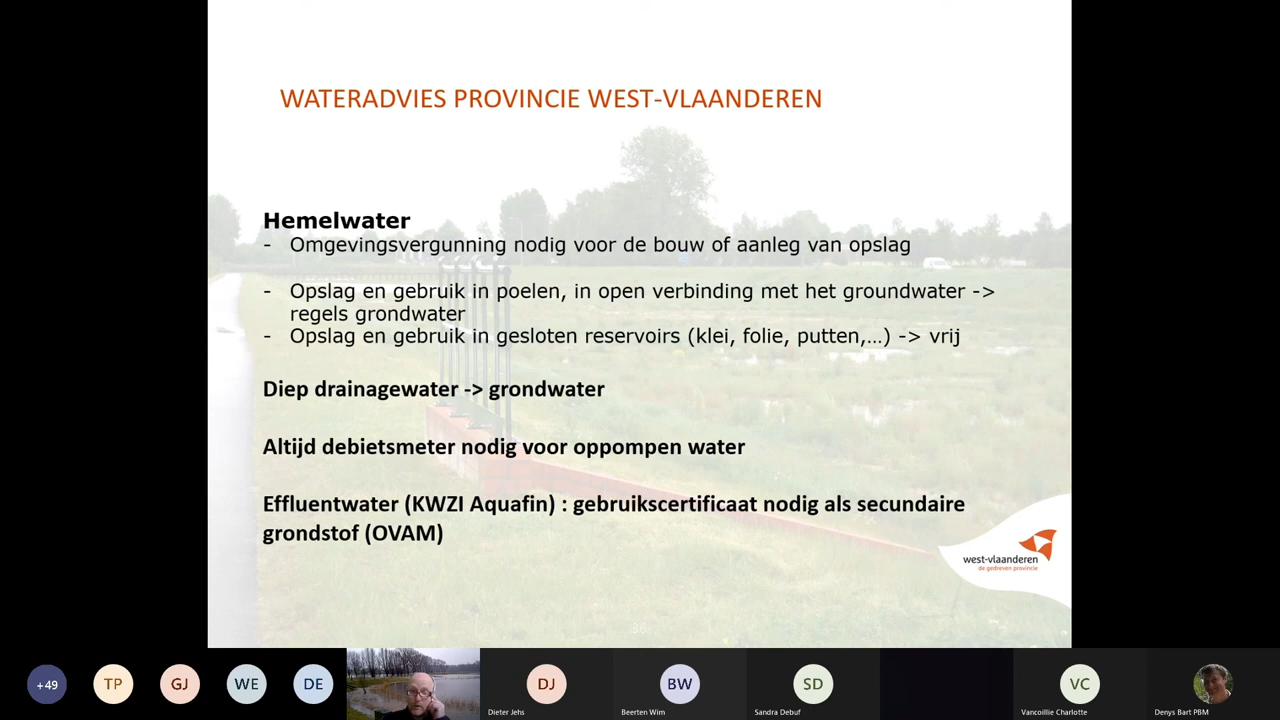 WATERADVIES PROVINCIE WEST-VLAANDEREN
Hemelwater
- Omgevingsvergunning nodig voor de bouw of aanleg van opslag
- Opslag en gebruik in poelen, in open verbinding met het groundwater ->
regels grondwater
- Opslag en gebruik in gesloten reservoirs (klei, folie, putten,...) -> vrij
Diep drainagewater -> grondwater
Altijd debietsmeter nodig voor oppompen water
Effluentwater (KWZI Aquafin) : gebruikscertificaat nodig als secundaire
grondstof (OVAM)
west-vlaanderen
de gedreven provincie
36
+49
TP
GJ
WE
DE
DJ
BW
SD
VC
Dieter Jehs
Beerten Wim
Sandra Debuf
Vancoillie Charlotte
Denys Bart PBM